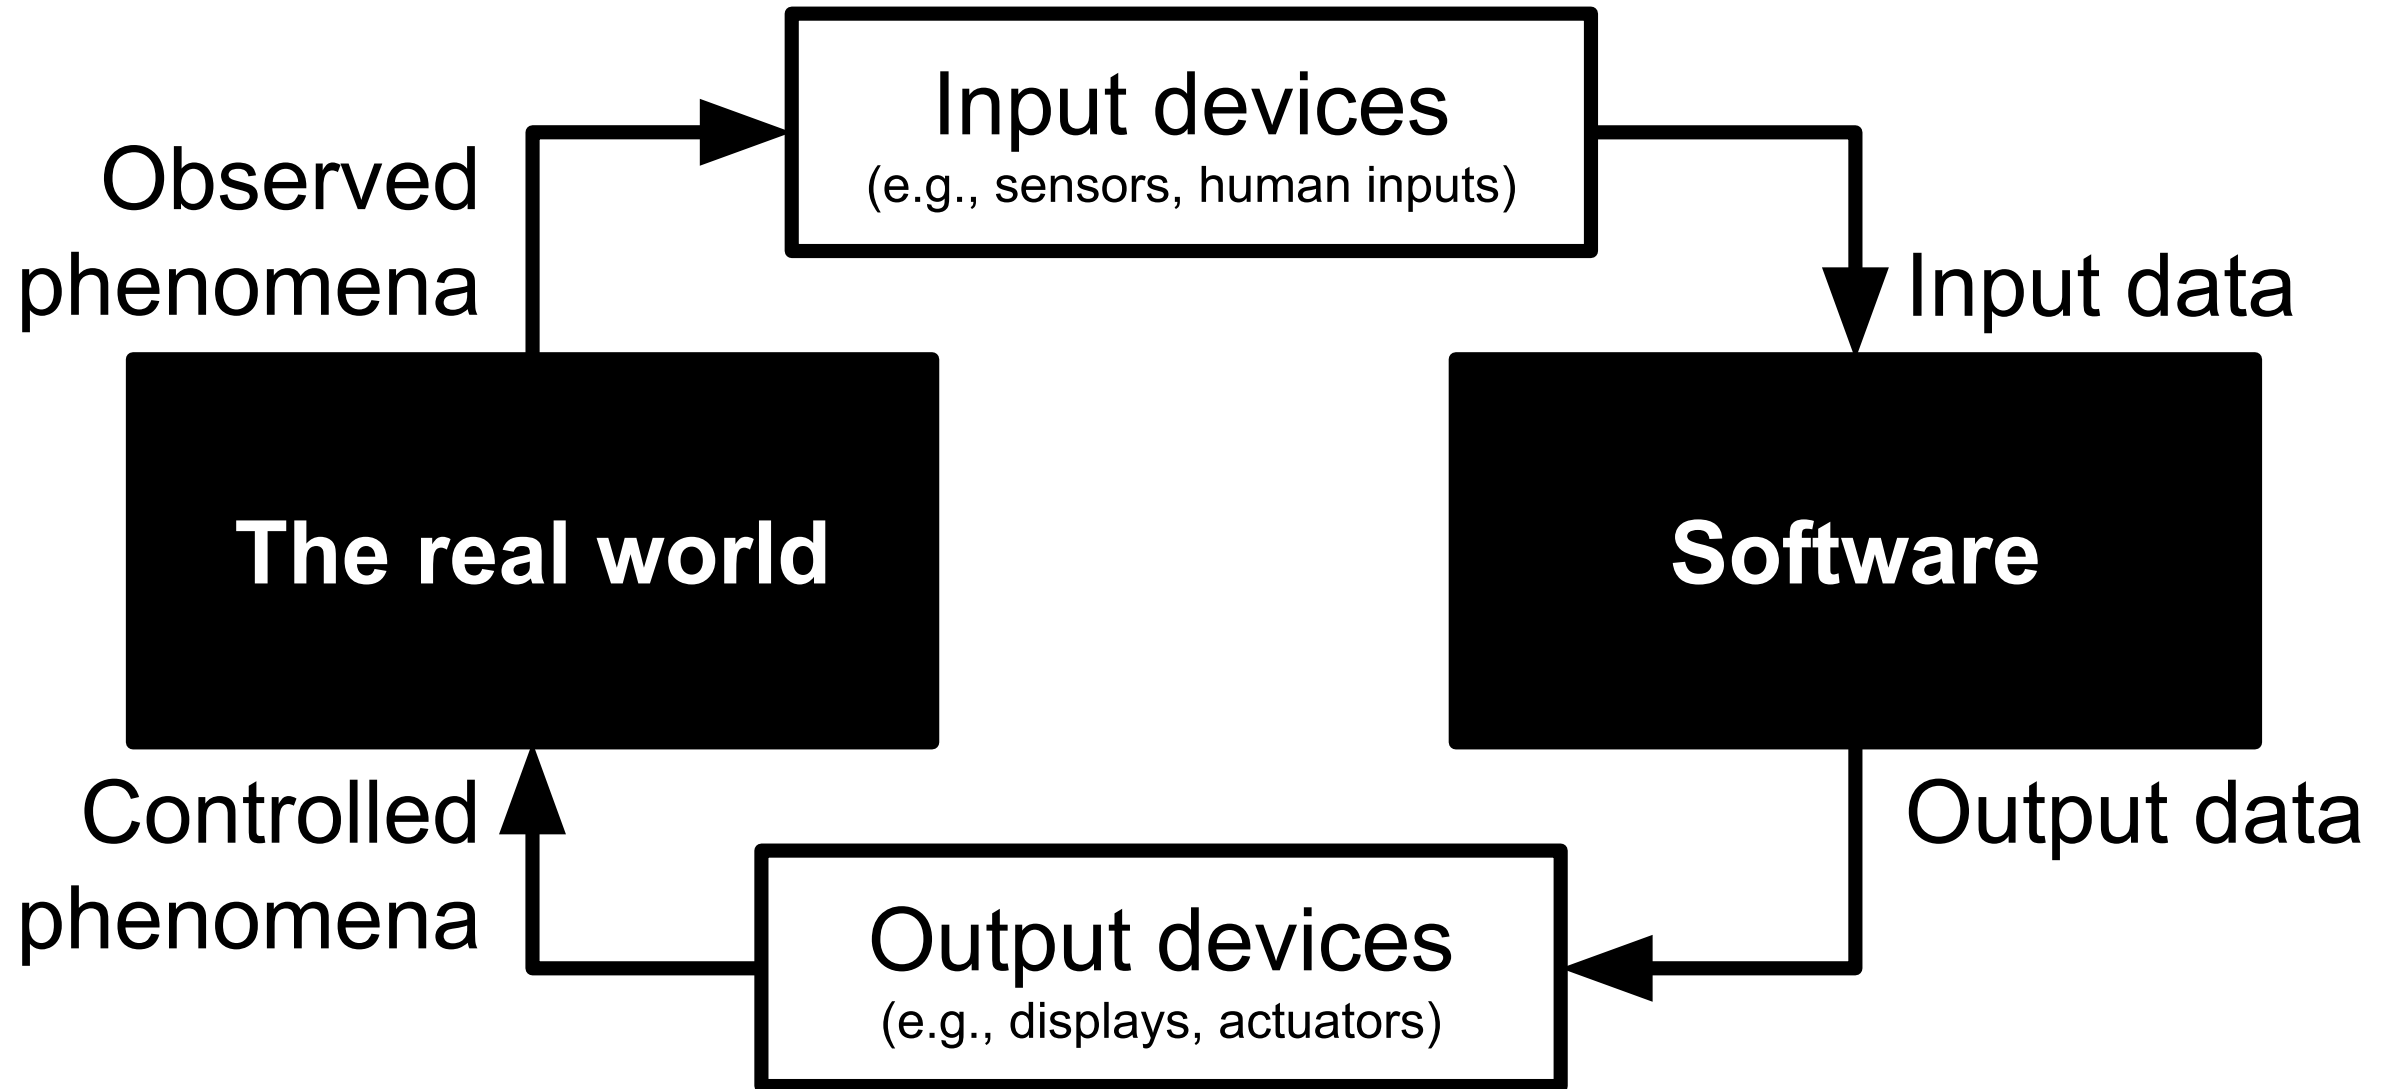 Input devices
(e.g., sensors, human inputs)
Observed
phenomena
Input data
The real world
Software
Controlled
phenomena
Output data
Output devices
(e.g., displays, actuators)